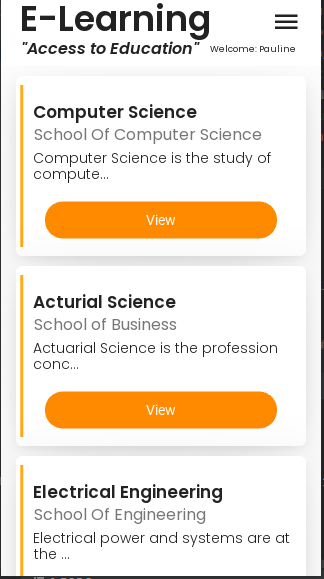 E-Learning
"Access to Education" Welcome: Pauline
Computer Science
School Of Computer Science
Computer Science is the study of
compute...
View
Acturial Science
School of Business
Actuarial Science is the profession
conc...
View
Electrical Engineering
School Of Engineering
Electrical power and systems are at
the ...